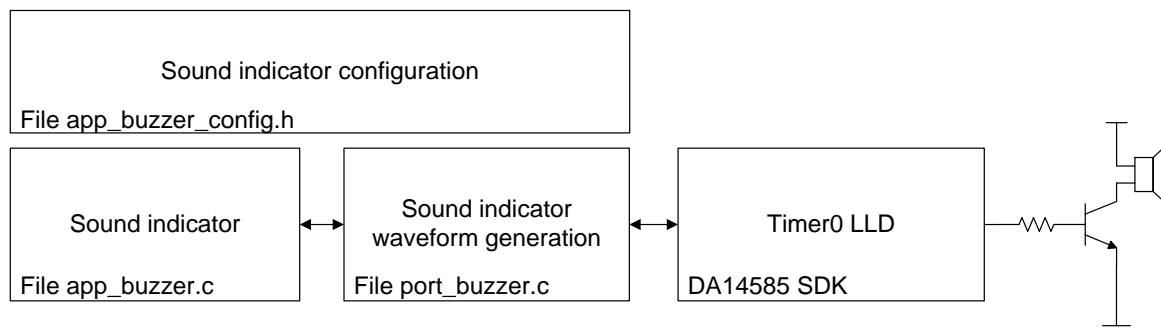 Sound indicator configuration
File app_buzzer_config.h
Sound indicator
File app_buzzer.c
Sound indicator
waveform generation
File port_buzzer.c
Timer0 LLD
DA14585 SDK